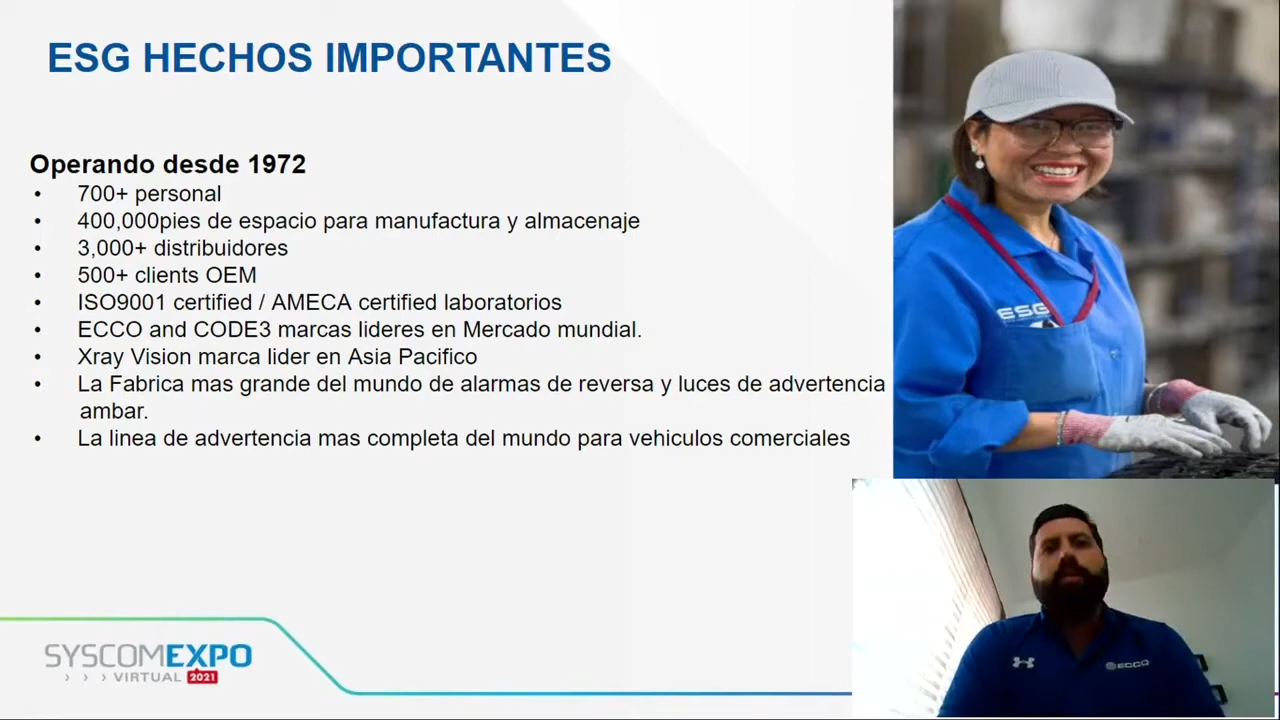 ESG HECHOS IMPORTANTES
Operando desde 1972
• 700+ personal
• 400,000pies de espacio para manufactura y almacenaje
• 3,000+ distribuidores
• 500+ clients OEM
• ISO9001 certified / AMECA certified laboratorios
• ECCO and CODE3 marcas lideres en Mercado mundial.
• Xray Vision marca lider en Asia Pacifico
• La Fabrica mas grande del mundo de alarmas de reversa y luces de advertencia
ambar.
• La linea de advertencia mas completa del mundo para vehiculos comerciales
ESG
ECCO
SYSCOMEXPO
› › › VIRTUAL 2021